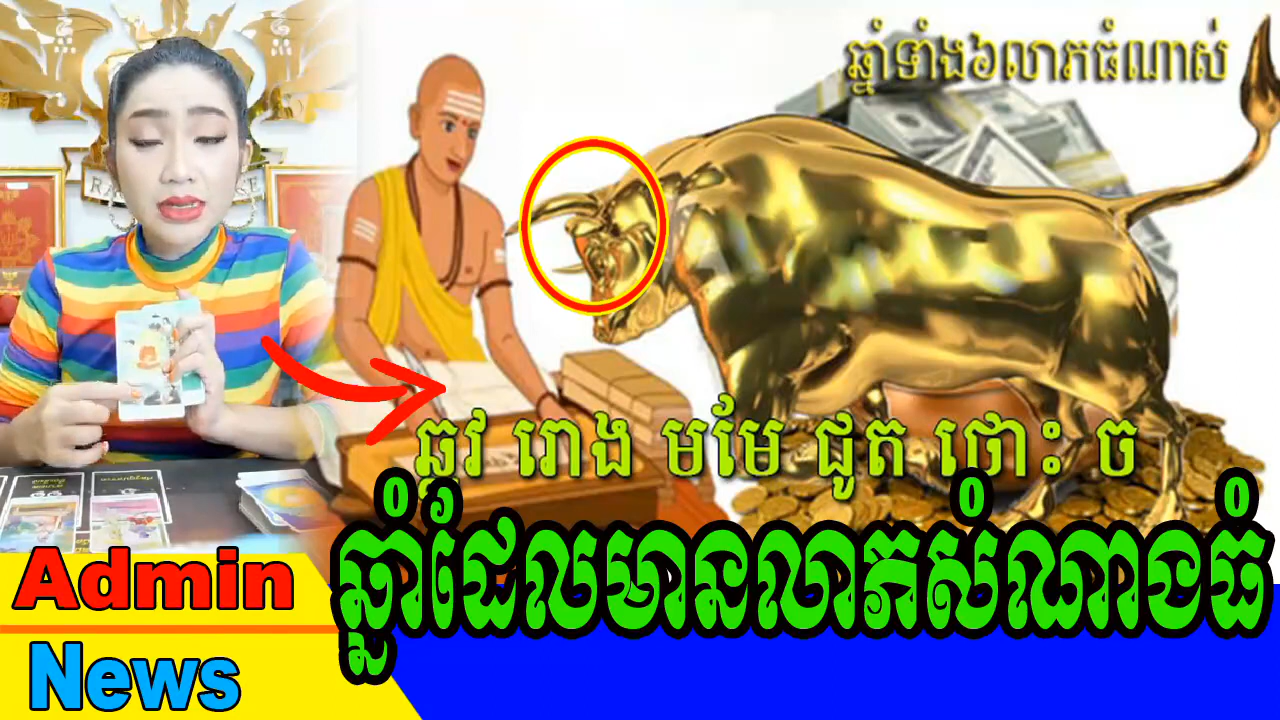 ឆ្នាំទាំង៦លាភធំណាស់
ឆ្លូវ រោង មមែ ជូត ថោះ ច
ឆ្នាំដែលមានលាភសំណាងធំ
Admin
News